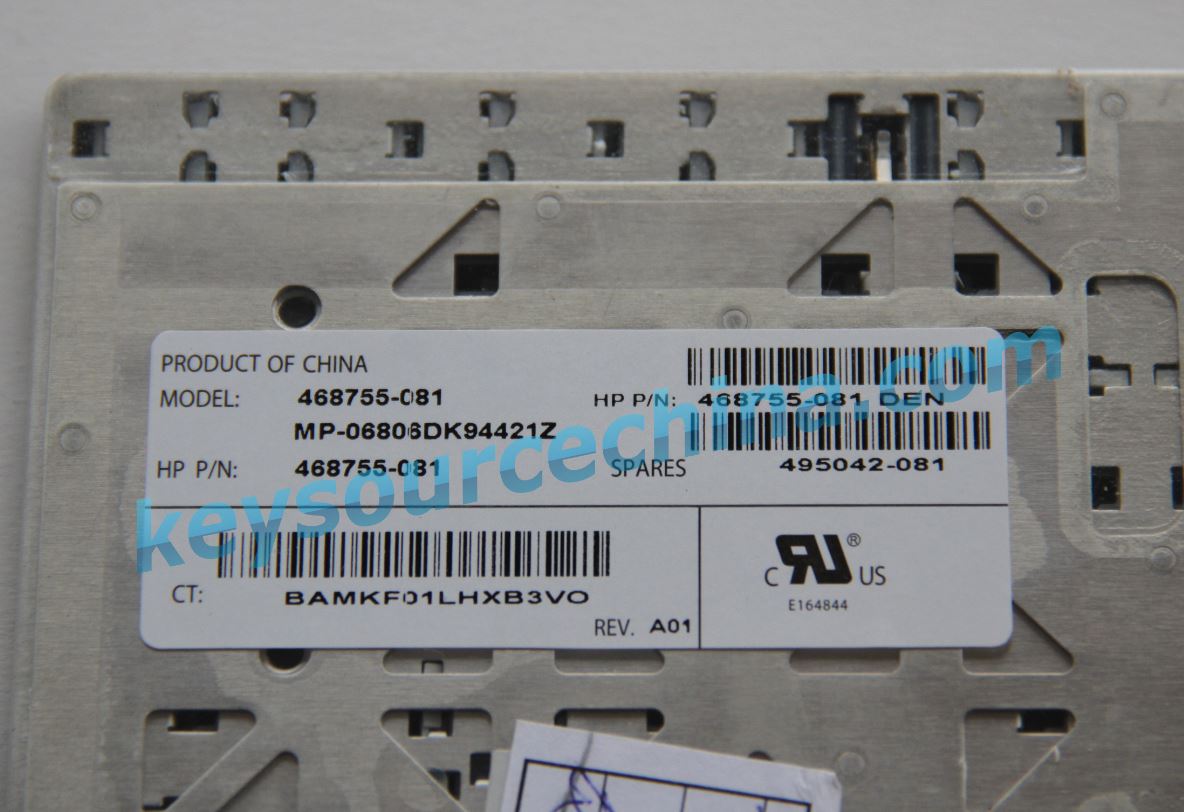 PRODUCT OF CHINA
MODEL: 468755-081
HP P/N: 468755-081 DEN
MP-06806DK94421Z
HP P/N: 468755-081
SPARES 495042-081
keysourcechina.com
CT: BAMKF01LHXB3VO
REV. A01
C RU ® US
E164844